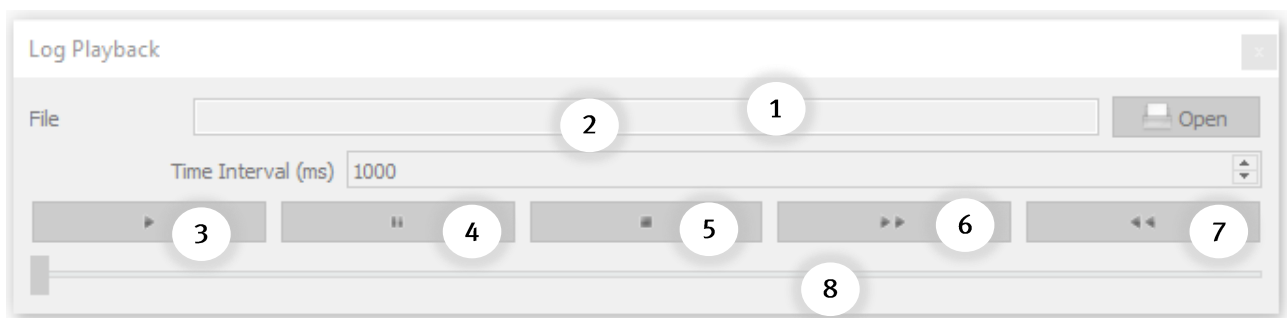 Log Playback
x
File 1 Open
2
Time Interval (ms) 1000
3 4 5 6 7
8